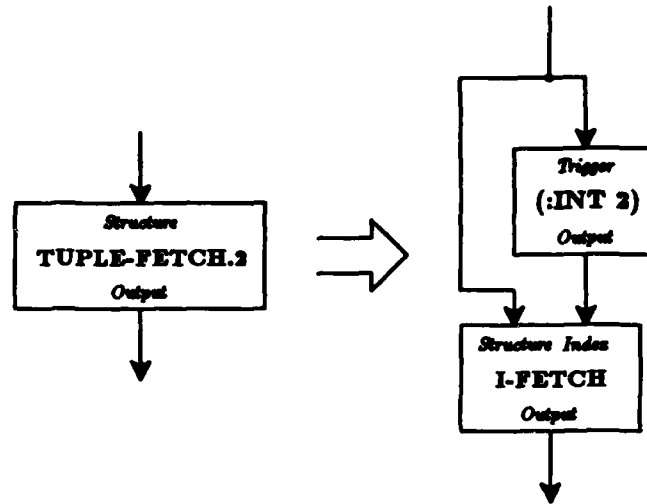 Structure
TUPLE-FETCH.2
Output
Trigger
(:INT 2)
Output
Structure Index
I-FETCH
Output